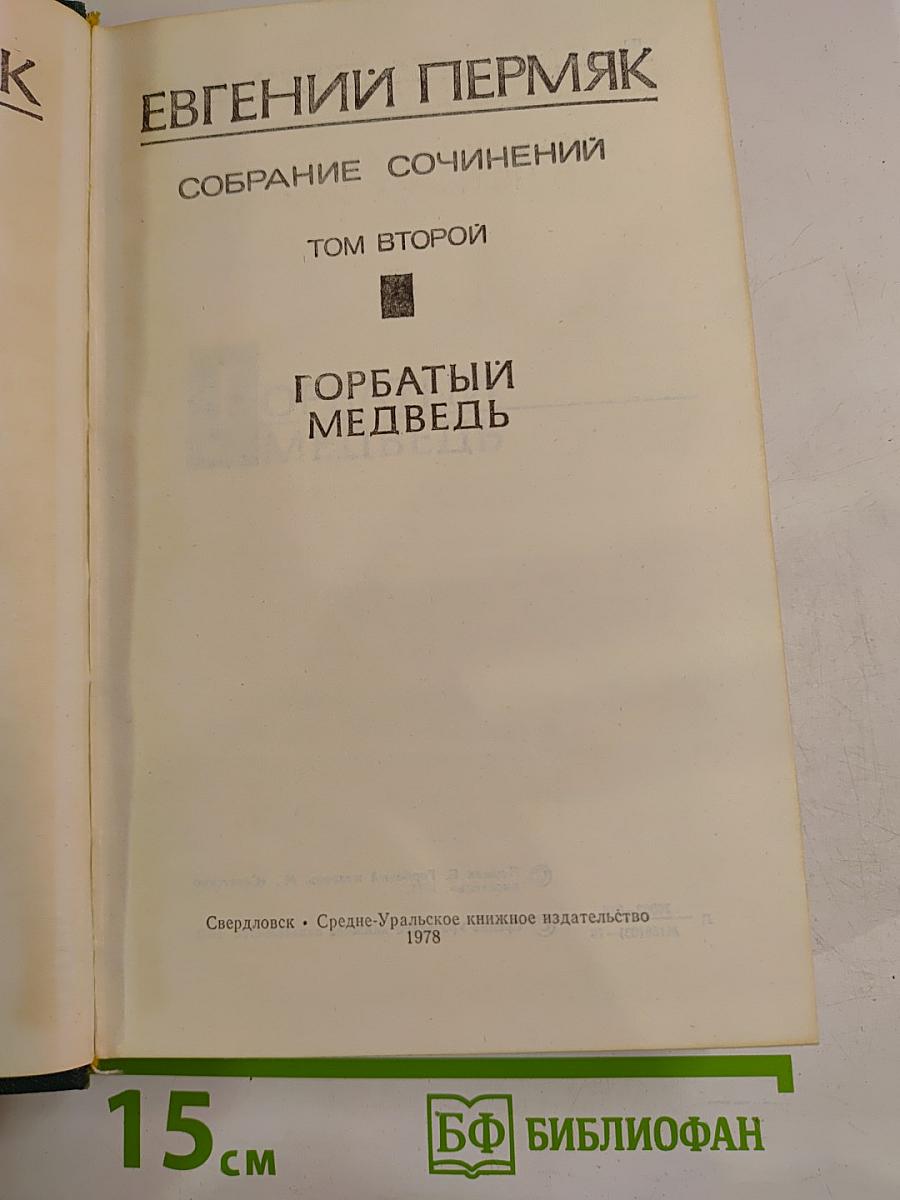 К
ЕВГЕНИЙ ПЕРМЯК
СОБРАНИЕ СОЧИНЕНИЙ
ТОМ ВТОРОЙ
ГОРБАТЫЙ
МЕДВЕДЬ
Свердловск • Средне-Уральское книжное издательство
1978
15 см
БФ БИБЛИОФАН